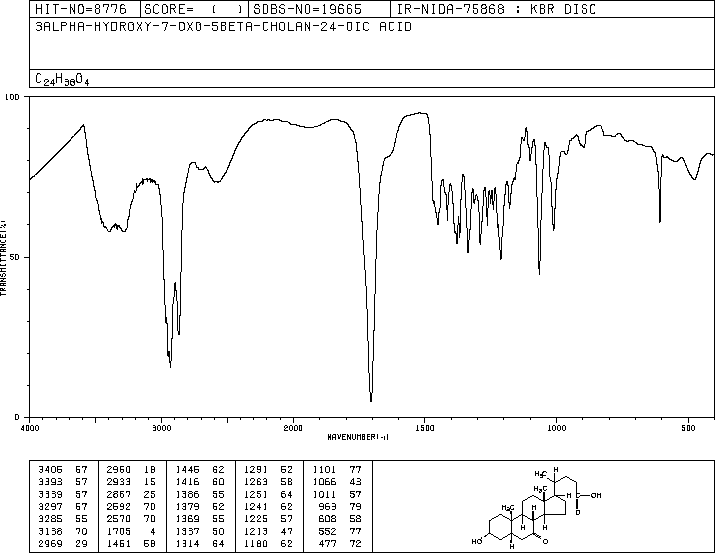 HIT-NO=8776 SCORE= ( ) SDBS-NO=19665 IR-NIDA-75868 : KBR DISC
3ALPHA-HYDROXY-7-OXO-5BETA-CHOLAN-24-OIC ACID
C24H38O4
100
50
0
TRANSMITTANCE(%)
4000 3000 2000 1500 1000 500
WAVENUMBER(-1)
3406 57 2960 18 1446 62 1291 52 1101 77
3393 57 2933 15 1416 60 1263 58 1066 43
3339 57 2867 25 1386 55 1251 64 1011 57
3297 57 2692 70 1379 52 1241 62 963 79
3285 55 2570 70 1369 55 1225 57 608 58
3136 70 1705 4 1337 50 1213 47 552 77
2969 29 1461 58 1314 64 1180 62 477 72
H3C H
H3C C OH
H3C H H O
H H
HO H O